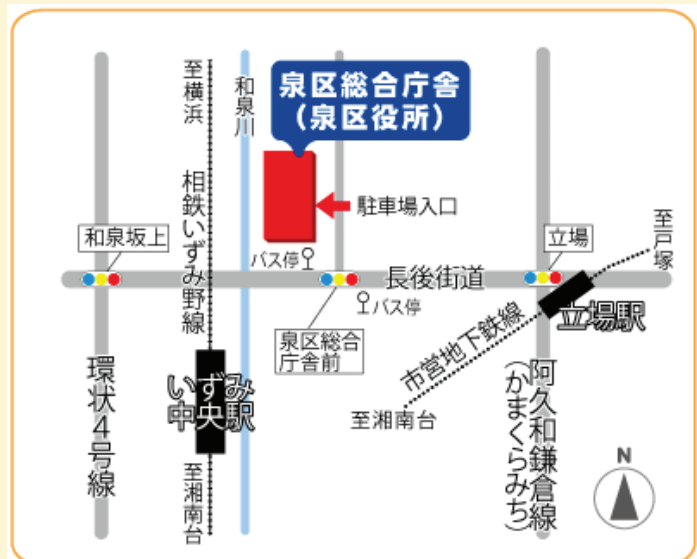 至横浜
和泉川
泉区総合庁舎
（泉区役所）
相鉄いずみ野線
駐車場入口
和泉坂上
立場
至戸塚
バス停
長後街道
バス停
泉区総合
庁舎前
立場駅
市営地下鉄線
いずみ
中央駅
環状4号線
至湘南台
阿久和鎌倉線
（かまくらみち）
至湘南台
N